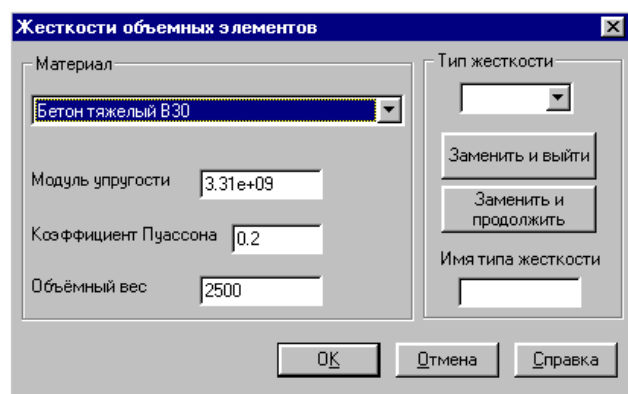 Жесткости объемных элементов
Материал
Бетон тяжелый В30
Модуль упругости 3.31e+09
Коэффициент Пуассона 0.2
Объёмный вес 2500
Тип жесткости
Заменить и выйти
Заменить и
продолжить
Имя типа жесткости
OK Отмена Справка